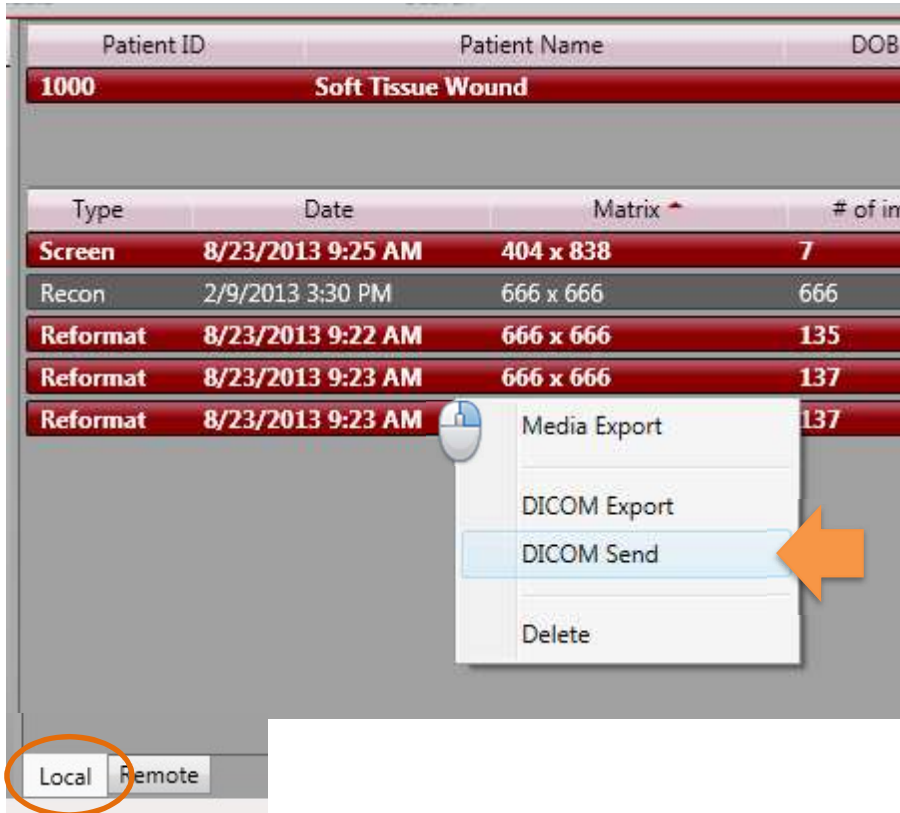 Patient ID Patient Name DOB
1000 Soft Tissue Wound
Type Date Matrix # of im
Screen 8/23/2013 9:25 AM 404 x 838 7
Recon 2/9/2013 3:30 PM 666 x 666 666
Reformat 8/23/2013 9:22 AM 666 x 666 135
Reformat 8/23/2013 9:23 AM 666 x 666 137
Reformat 8/23/2013 9:23 AM 137
Media Export
DICOM Export
DICOM Send
Delete
Local Remote